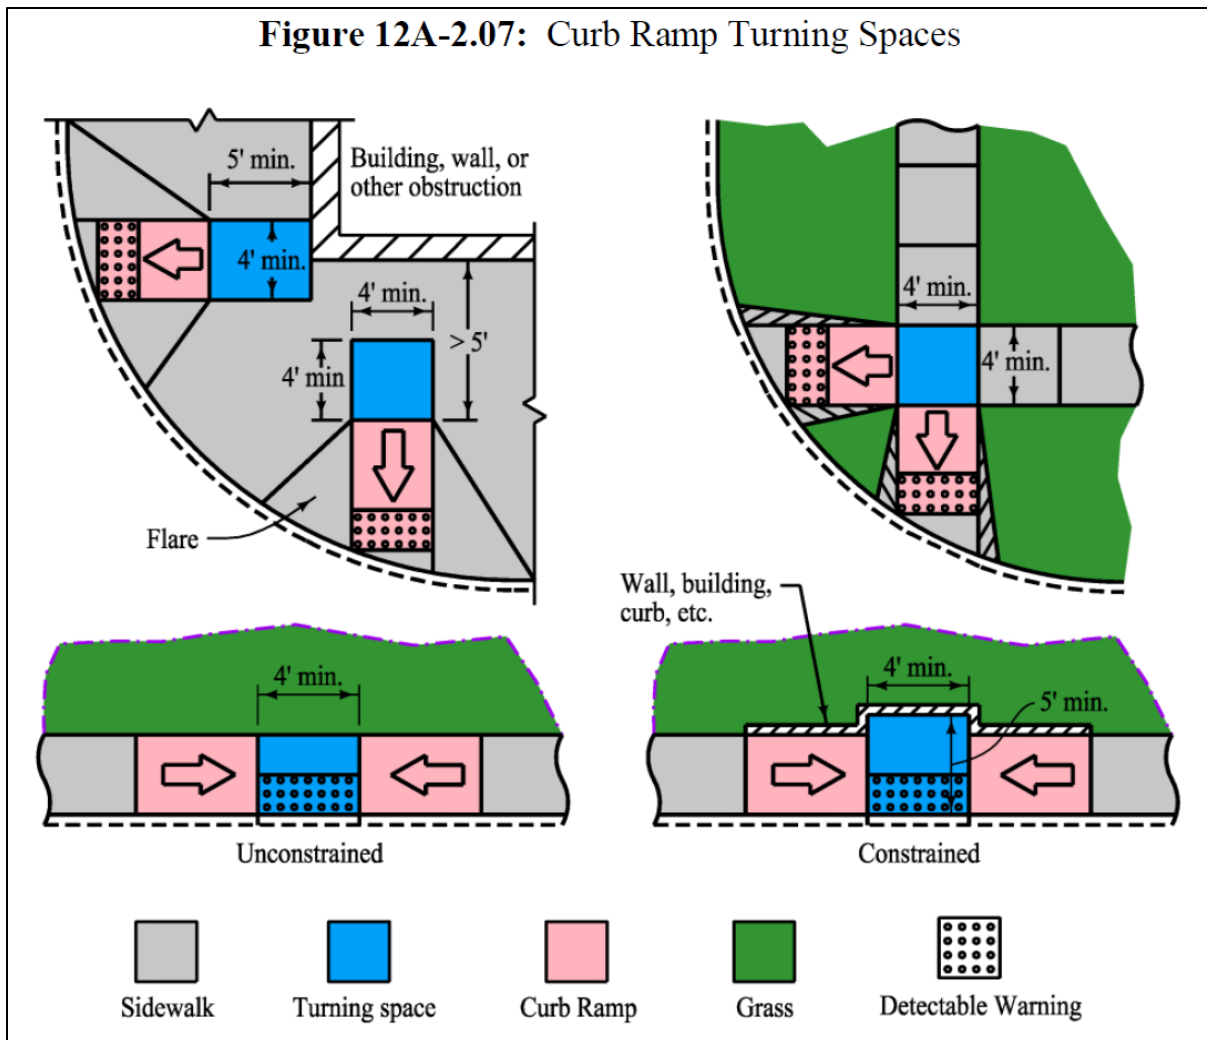 Figure 12A-2.07: Curb Ramp Turning Spaces
5' min.
Building, wall, or
other obstruction
4' min.
4' min.
> 5'
4' min
Flare
4' min.
4' min.
Wall, building,
curb, etc.
4' min.
Unconstrained
4' min.
5' min.
Constrained
Sidewalk
Turning space
Curb Ramp
Grass
Detectable Warning